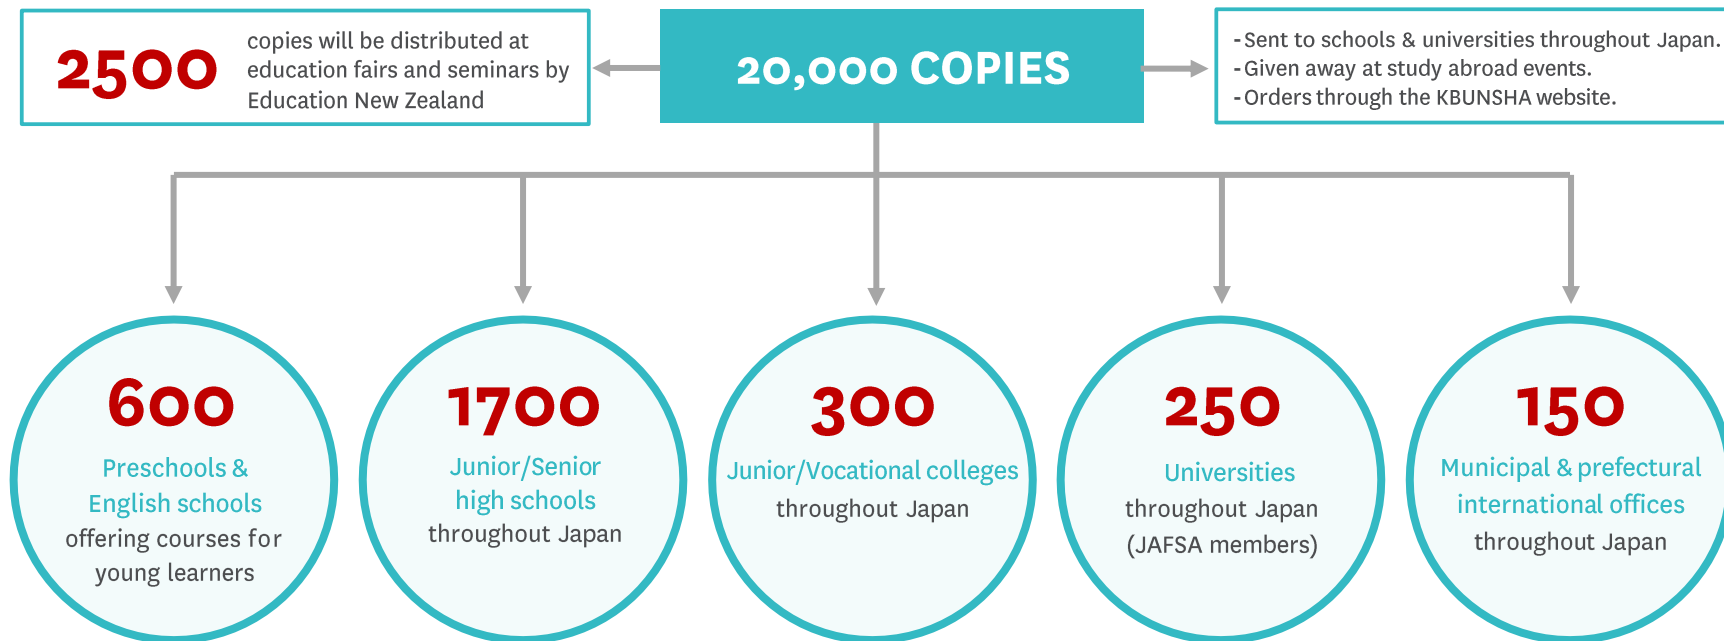 2500
copies will be distributed at
education fairs and seminars by
Education New Zealand
20,000 COPIES
-Sent to schools & universities throughout Japan.
-Given away at study abroad events.
-Orders through the KBUNSHA website.
600
Preschools &
English schools
offering courses for
young learners
1700
Junior/Senior
high schools
throughout Japan
300
Junior/Vocational colleges
throughout Japan
250
Universities
throughout Japan
(JAFSA members)
150
Municipal & prefectural
international offices
throughout Japan